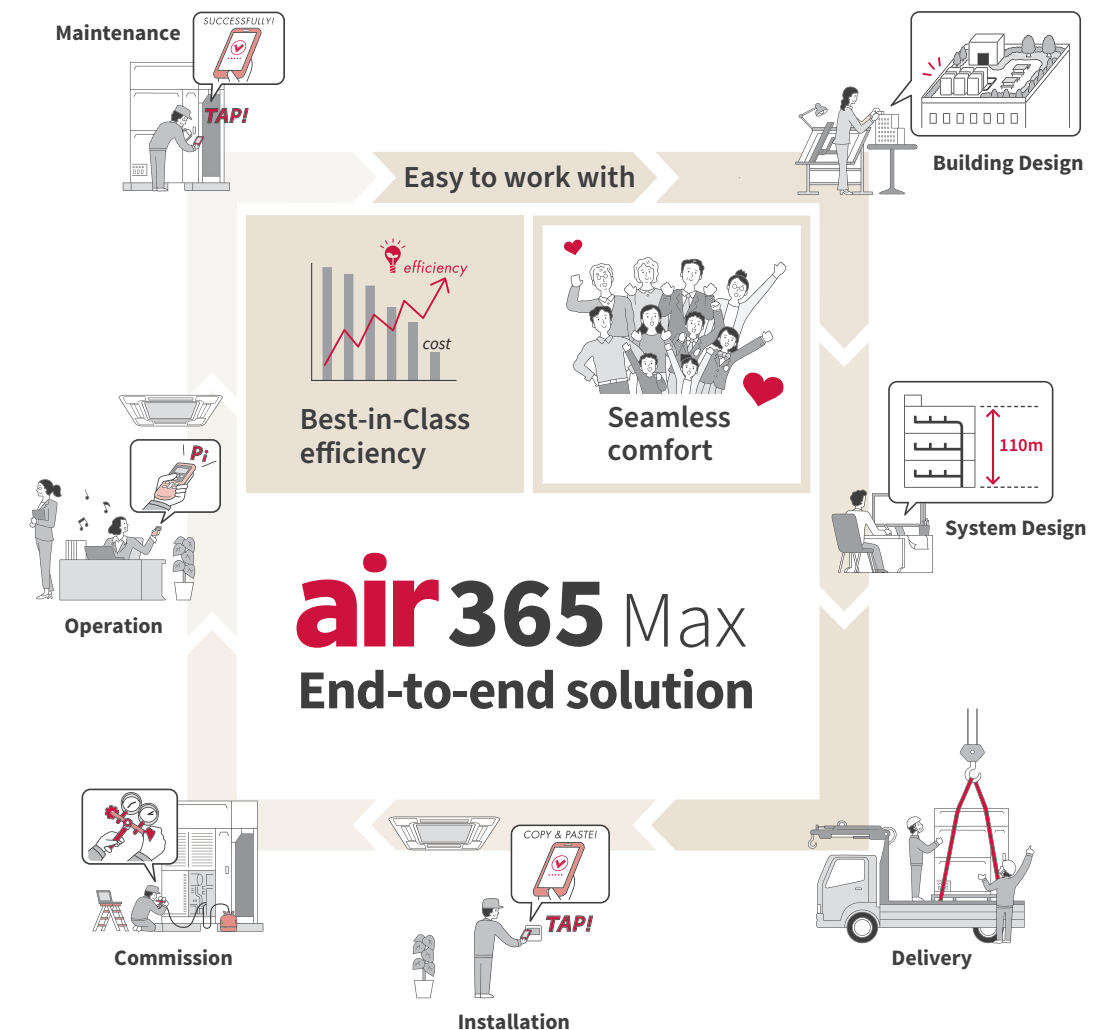 Maintenance
SUCCESSFULLY!
TAP!
Easy to work with
Building Design
efficiency
cost
Best-in-Class
efficiency
Seamless
comfort
110m
System Design
Pi
Operation
air 365 Max
End-to-end solution
Commission
COPY & PASTE!
TAP!
Installation
Delivery